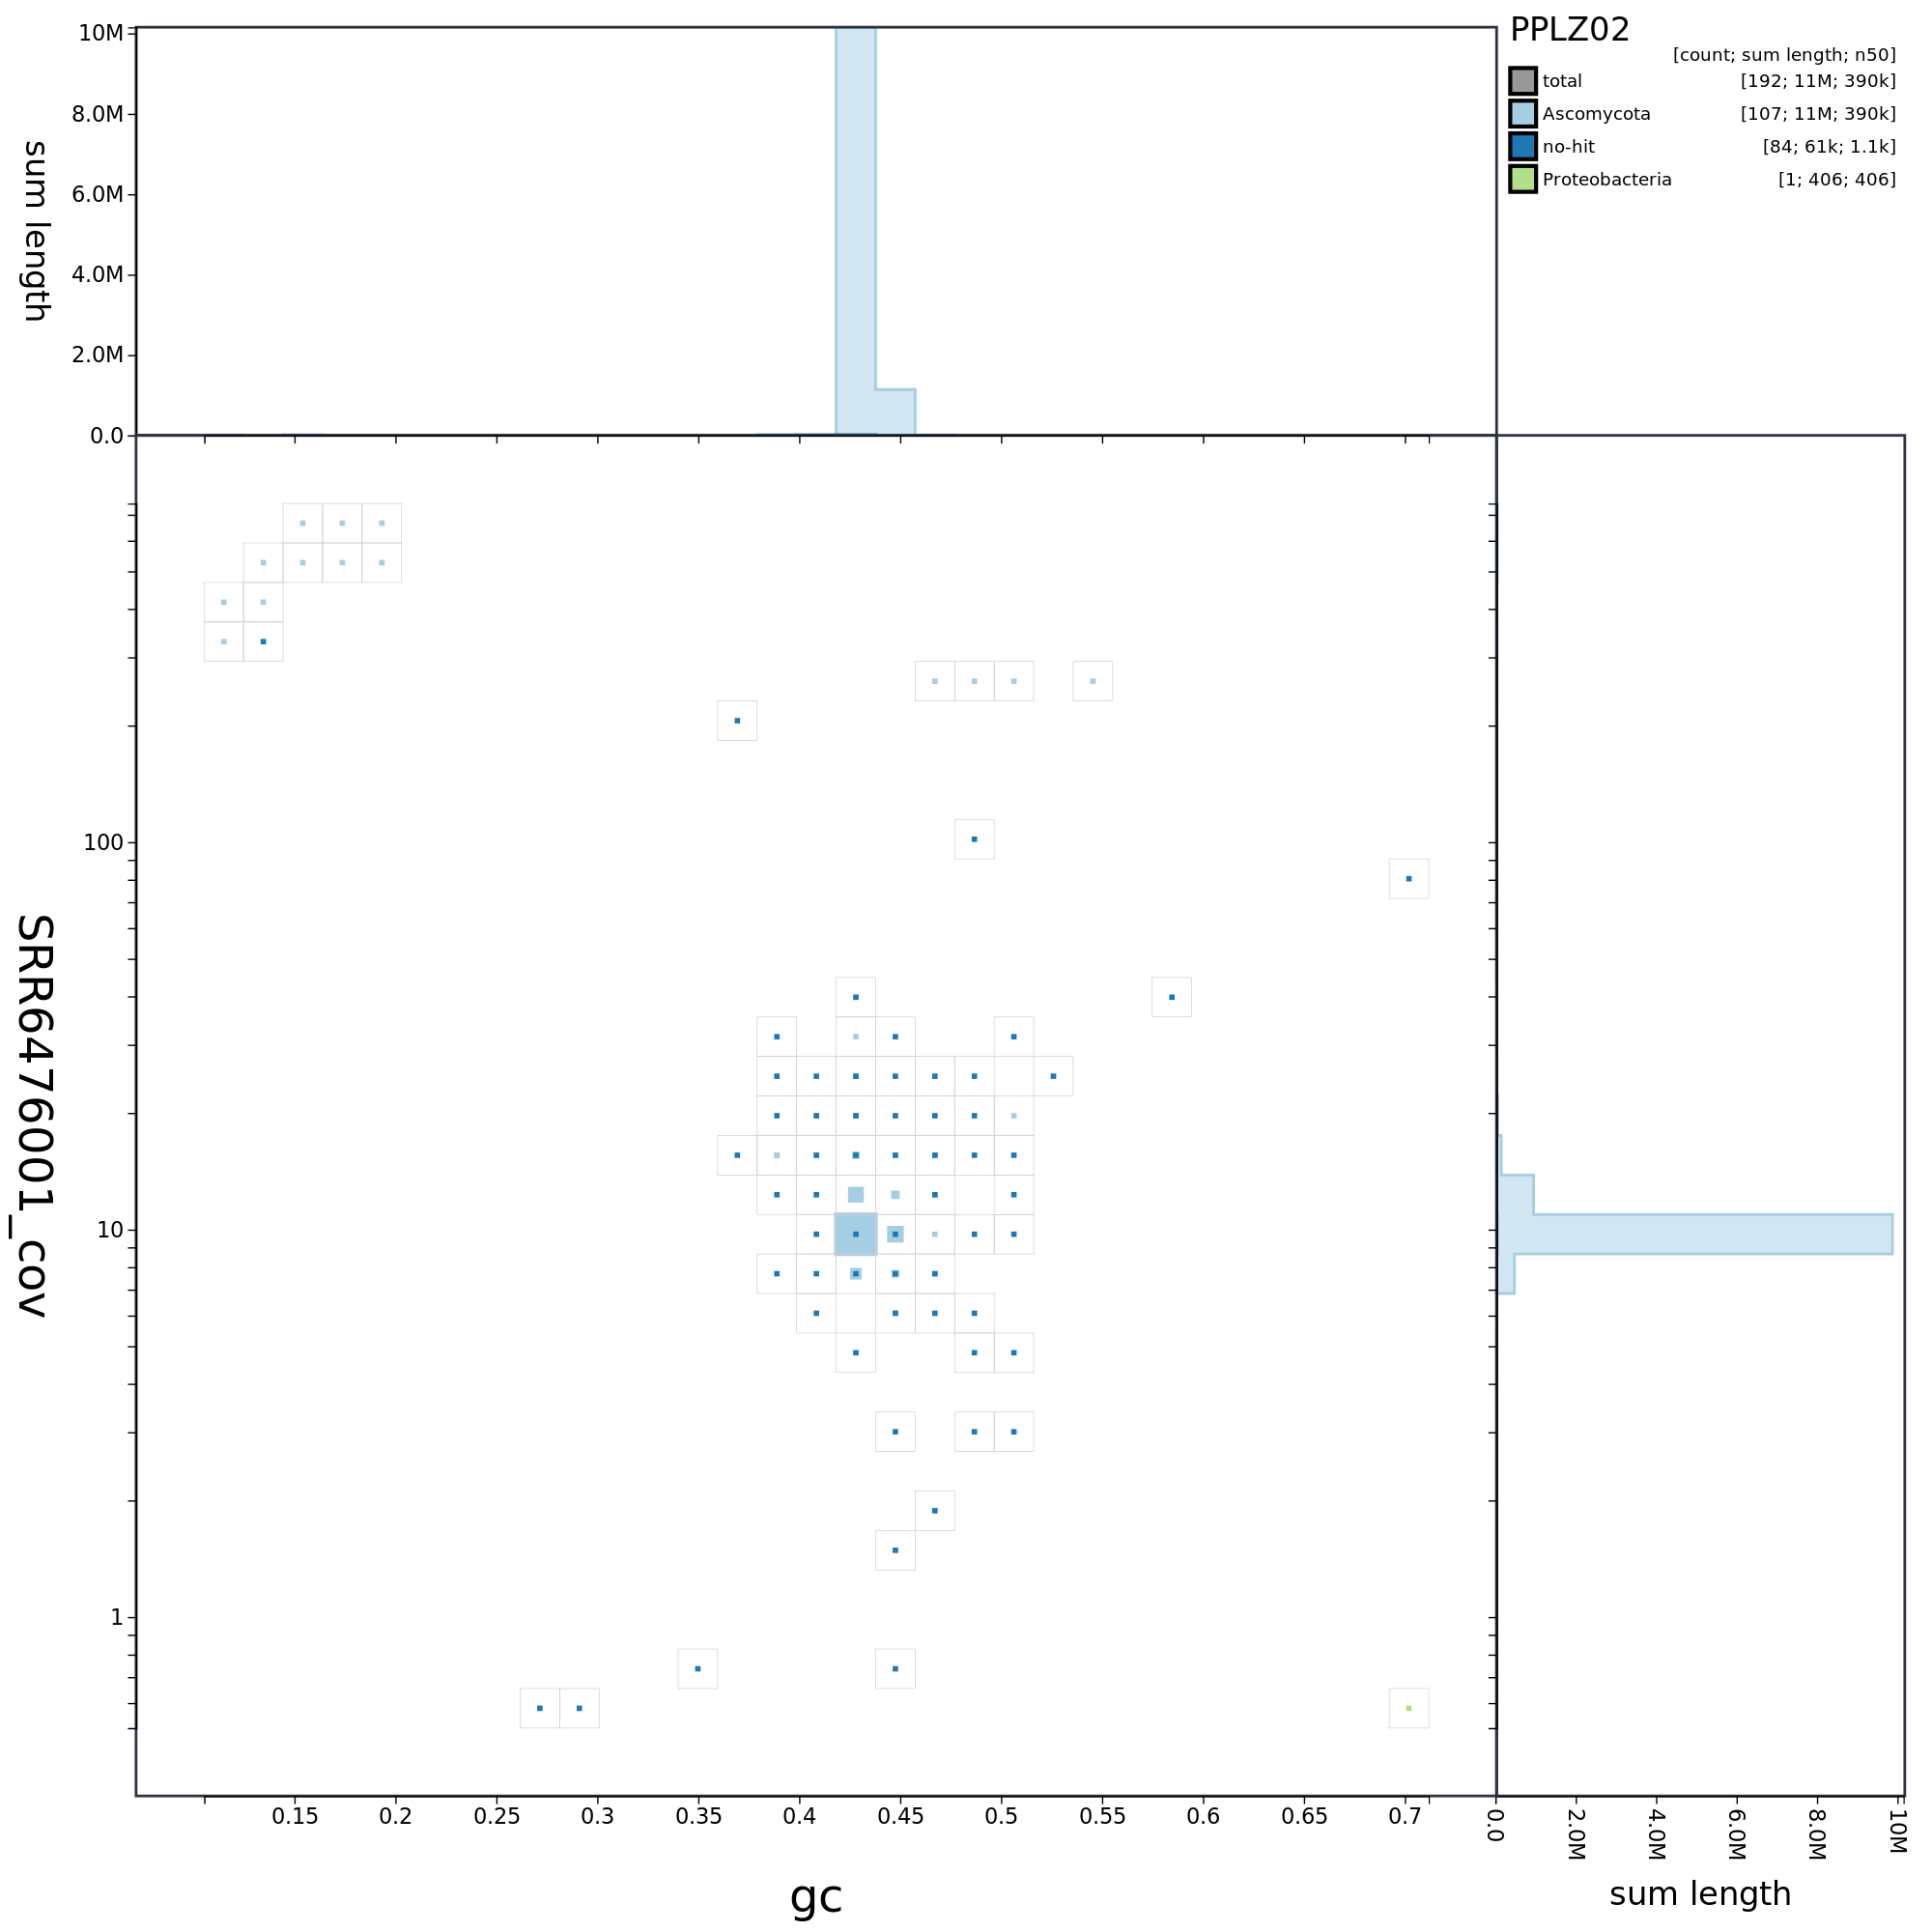 PPLZ02
[count; sum length; n50]
total [192; 11M; 390k]
Ascomycota [107; 11M; 390k]
no-hit [84; 61k; 1.1k]
Proteobacteria [1; 406; 406]
sum length
10M
8.0M
6.0M
4.0M
2.0M
0.0
SRR6476001_cov
100
10
1
0.15 0.2 0.25 0.3 0.35 0.4 0.45 0.5 0.55 0.6 0.65 0.7
gc
0.0 2.0M 4.0M 6.0M 8.0M 10M
sum length